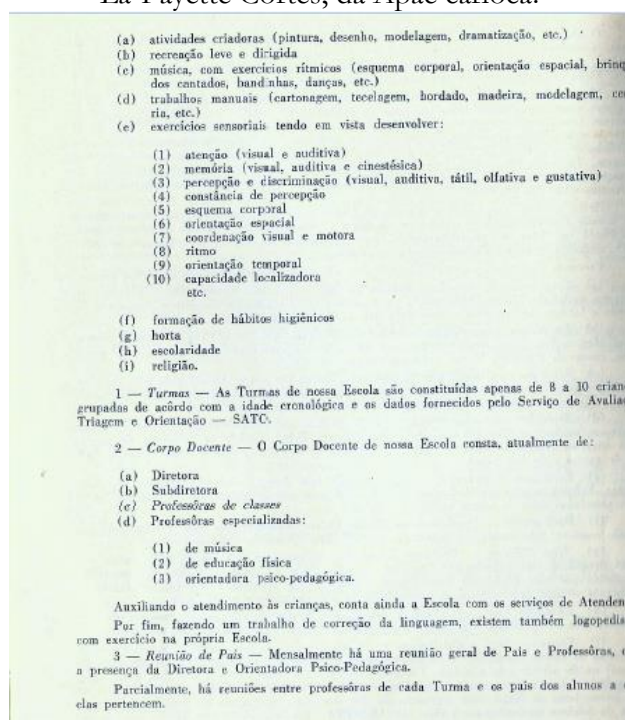 La Fayette Côrtes, da Apae carioca.
(a) atividades criadoras (pintura, desenho, modelagem, dramatização, etc.)
(b) recreação leve e dirigida
(c) música, com exercícios rítmicos (esquema corporal, orientação espacial, brinq
dos cantados, bandinhas, danças, etc.)
(d) trabalhos manuais (cartonagem, tecelagem, bordado, madeira, modelagem,
ria, etc.)
(e) exercícios sensoriais tendo em vista desenvolver:
(1) atenção (visual e auditiva)
(2) memória (visual, auditiva e cinestésica)
(3) percepção e discriminação (visual, auditiva, tátil, olfativa e gustativa)
(4) constância de percepção
(5) esquema corporal
(6) orientação espacial
(7) coordenação visual e motora
(8) ritmo
(9) orientação temporal
(10) capacidade localizadora
etc.
(f) formação de hábitos higiênicos
(g) horta
(h) escolaridade
(i) religião.
1 — Turmas — As Turmas de nossa Escola são constituídas apenas de 8 a 10 crian
grupadas de acôrdo com a idade cronológica e os dados fornecidos pelo Serviço de Avalia
Triagem e Orientação — SATO.
2 — Corpo Docente — O Corpo Docente de nossa Escola consta, atualmente de:
(a) Diretora
(b) Subdiretora
(c) Professôras de classes
(d) Professôras especializadas:
(1) de música
(2) de educação física
(3) orientadora psico-pedagógica.
Auxiliando o atendimento às crianças, conta ainda a Escola com os serviços de Atenden
Por fim, fazendo um trabalho de correção da linguagem, existem também logopedis
com exercício na própria Escola.
3 — Reunião de Pais — Mensalmente há uma reunião geral de Pais e Professôras,
a presença da Diretora e Orientadora Psico-Pedagógica.
Parcialmente, há reuniões entre professôras de cada Turma e os pais dos alunos a
elas pertencem.